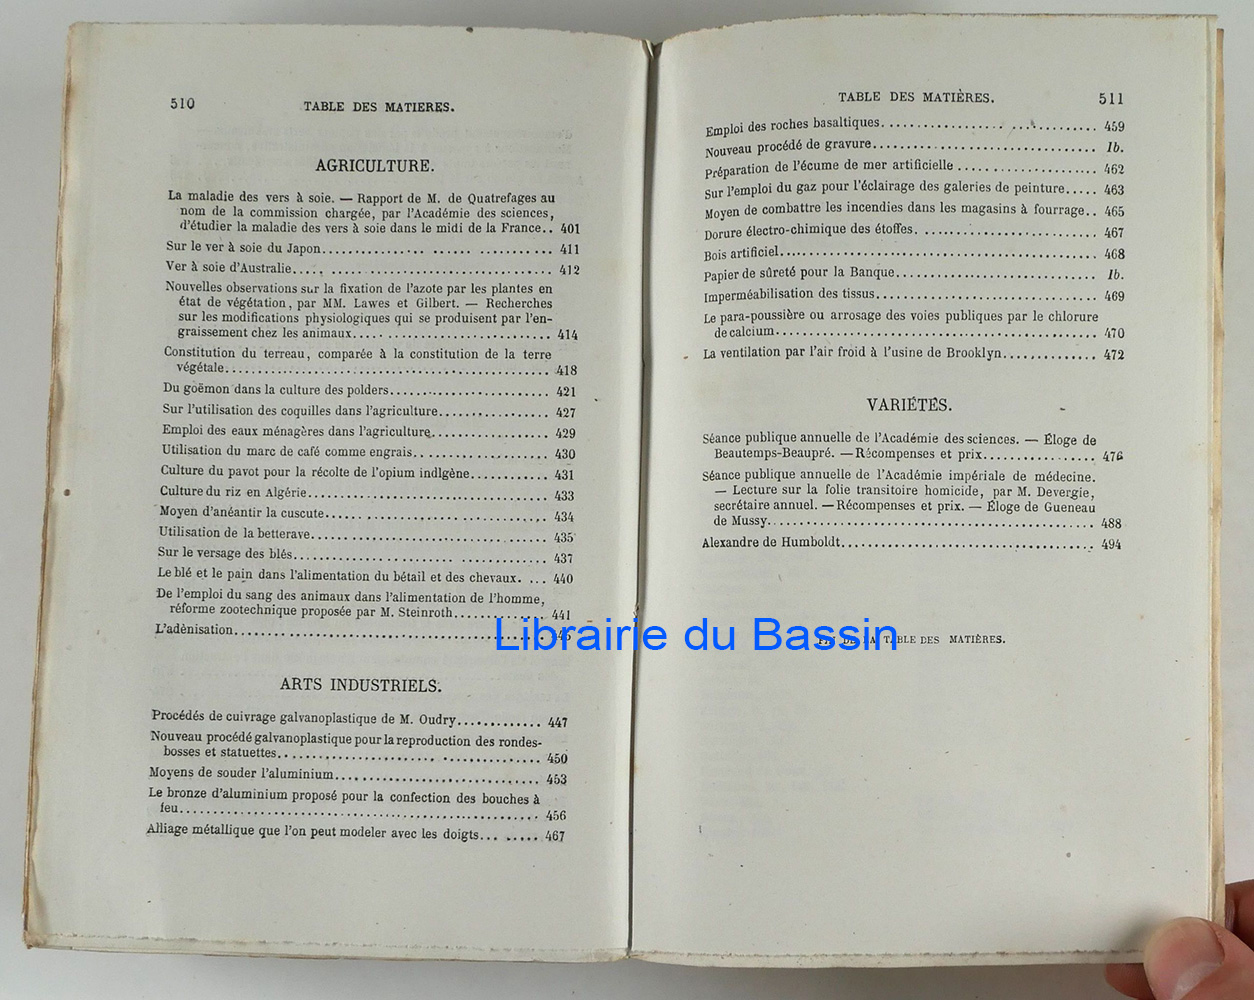 510
TABLE DES MATIERES.
AGRICULTURE.
La maladie des vers à soie. — Rapport de M. de Quatrefages au
nom de la commission chargée, par l'Académie des sciences,
d'étudier la maladie des vers à soie dans le midi de la France.. 401
Sur le ver à soie du Japon........ 411
Ver à soie d'Australie........ 412
Nouvelles observations sur la fixation de l'azote par les plantes en
état de végétation, par MM. Lawes et Gilbert. — Recherches
sur les modifications physiologiques qui se produisent par l'en-
graissement chez les animaux........ 414
Constitution du terreau, comparée à la constitution de la terre
végétale........ 418
Du goëmon dans la culture des polders........ 421
Sur l'utilisation des coquilles dans l'agriculture........ 427
Emploi des eaux ménagères dans l'agriculture........ 429
Utilisation du marc de café comme engrais........ 430
Culture du pavot pour la récolte de l'opium indigène........ 431
Culture du riz en Algérie........ 433
Moyen d'anéantir la cuscute........ 434
Utilisation de la betterave........ 435
Sur le versage des blés........ 437
Le blé et le pain dans l'alimentation du bétail et des chevaux. ... 440
De l'emploi du sang des animaux dans l'alimentation de l'homme,
réforme zootechnique proposée par M. Steinroth........ 441
L'adènisation........
ARTS INDUSTRIELS.
Procédés de cuivrage galvanoplastique de M. Oudry........ 447
Nouveau procédé galvanoplastique pour la reproduction des rondes-
bosses et statuettes........ 450
Moyens de souder l'aluminium........ 453
Le bronze d'aluminium proposé pour la confection des bouches à
feu........ 456
Alliage métallique que l'on peut modeler avec les doigts........ 467
TABLE DES MATIÈRES.
511
Emploi des roches basaltiques........ 459
Nouveau procédé de gravure........ Ib.
Préparation de l'écume de mer artificielle........ 462
Sur l'emploi du gaz pour l'éclairage des galeries de peinture..... 463
Moyen de combattre les incendies dans les magasins à fourrage.. 465
Dorure électro-chimique des étoffes........ 467
Bois artificiel........ 468
Papier de sûreté pour la Banque........ Ib.
Imperméabilisation des tissus........ 469
Le para-poussière ou arrosage des voies publiques par le chlorure
de calcium........ 470
La ventilation par l'air froid à l'usine de Brooklyn........ 472
VARIÉTÉS.
Séance publique annuelle de l'Académie des sciences. — Éloge de
Beautemps-Beaupré. — Récompenses et prix........ 476
Séance publique annuelle de l'Académie impériale de médecine.
— Lecture sur la folie transitoire homicide, par M. Devergie,
secrétaire annuel. — Récompenses et prix. — Éloge de Gueneau
de Mussy........ 488
Alexandre de Humboldt........ 494
FIN DE LA TABLE DES MATIÈRES.
Librairie du Bassin